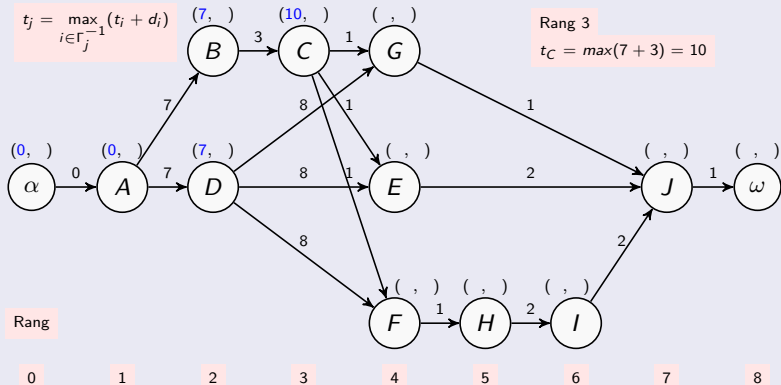 t_j = max (t_i + d_i)
i∈Γ_j^{-1}
Rang 3
t_C = max(7 + 3) = 10
(7, ) (10, ) ( , )
B 3 C 1 G
7 8 1 1
(0, ) (0, ) (7, ) ( , ) ( , ) ( , )
α 0 A 7 D 8 1 E 2 J 1 ω
8 2
( , ) ( , ) ( , )
F 1 H 2 I
Rang
0 1 2 3 4 5 6 7 8